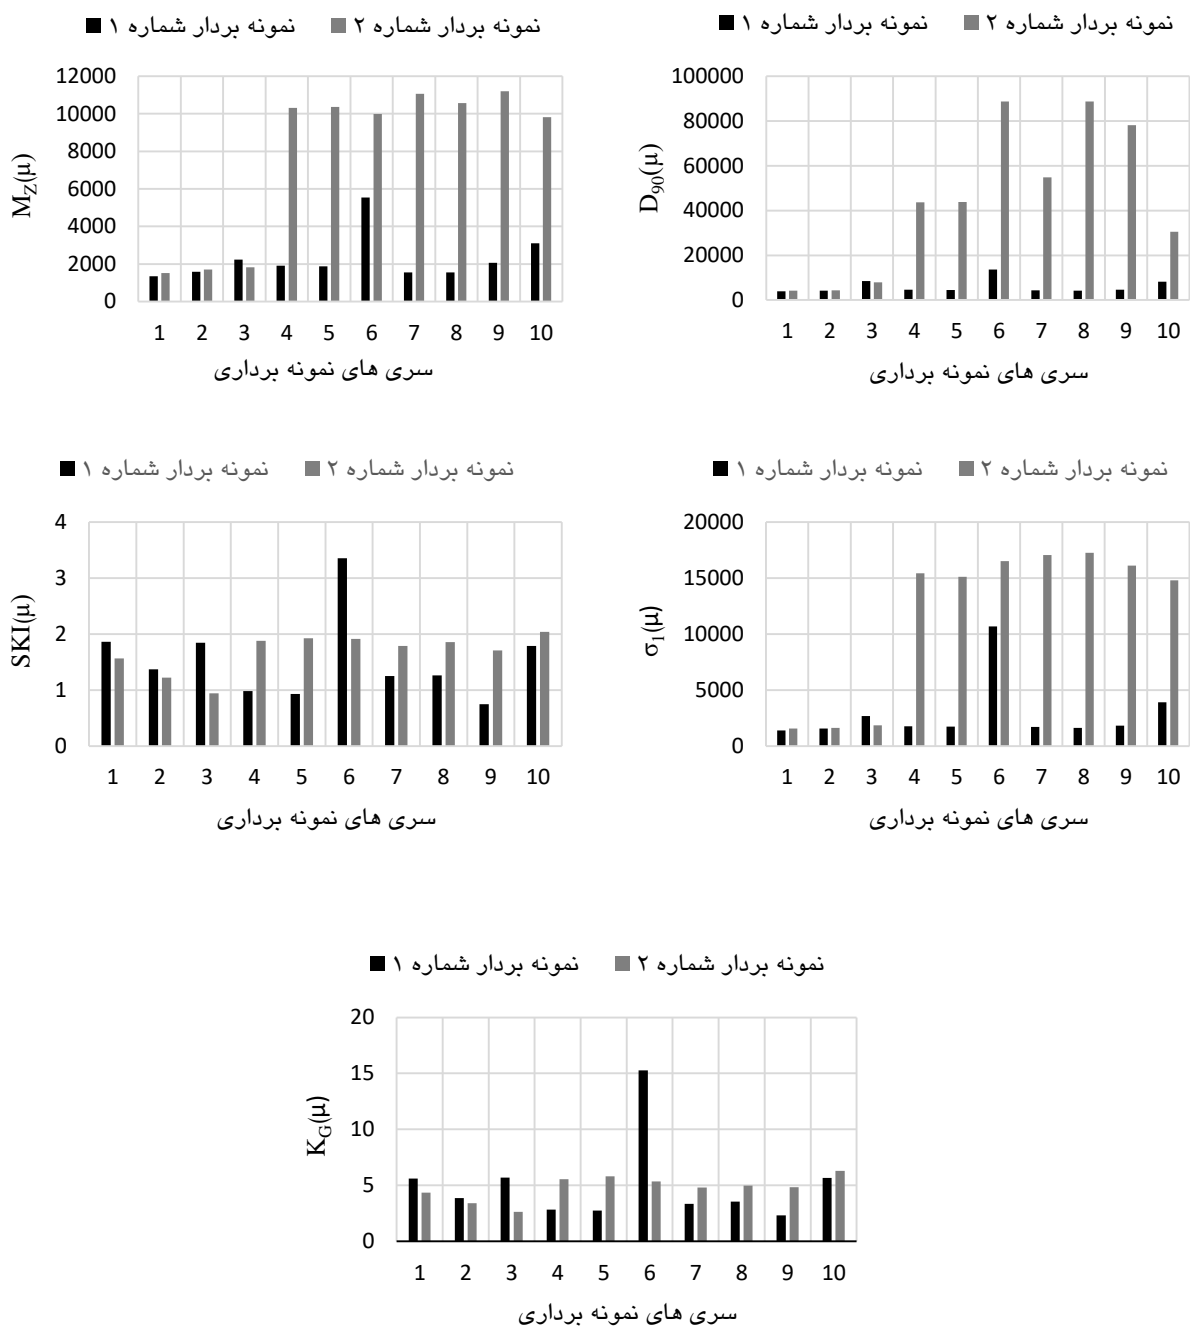 ■ نمونه بردار شماره ۱ ■ نمونه بردار شماره ۲
12000
10000
8000
6000
4000
2000
0
M_Z(µ)
1 2 3 4 5 6 7 8 9 10
سری های نمونه برداری
■ نمونه بردار شماره ۱ ■ نمونه بردار شماره ۲
100000
80000
60000
40000
20000
0
D_90(µ)
1 2 3 4 5 6 7 8 9 10
سری های نمونه برداری
■ نمونه بردار شماره ۱ ■ نمونه بردار شماره ۲
4
3
2
1
0
SKI(µ)
1 2 3 4 5 6 7 8 9 10
سری های نمونه برداری
■ نمونه بردار شماره ۱ ■ نمونه بردار شماره ۲
20000
15000
10000
5000
0
σ_1(µ)
1 2 3 4 5 6 7 8 9 10
سری های نمونه برداری
■ نمونه بردار شماره ۱ ■ نمونه بردار شماره ۲
20
15
10
5
0
K_G(µ)
1 2 3 4 5 6 7 8 9 10
سری های نمونه برداری